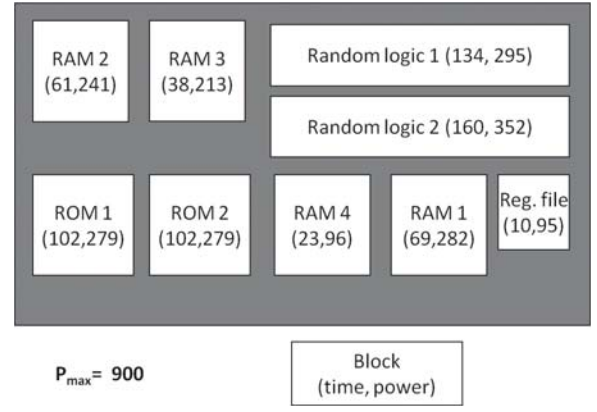 RAM 2
(61,241)
RAM 3
(38,213)
Random logic 1 (134, 295)
Random logic 2 (160, 352)
ROM 1
(102,279)
ROM 2
(102,279)
RAM 4
(23,96)
RAM 1
(69,282)
Reg. file
(10,95)
Pmax= 900
Block
(time, power)